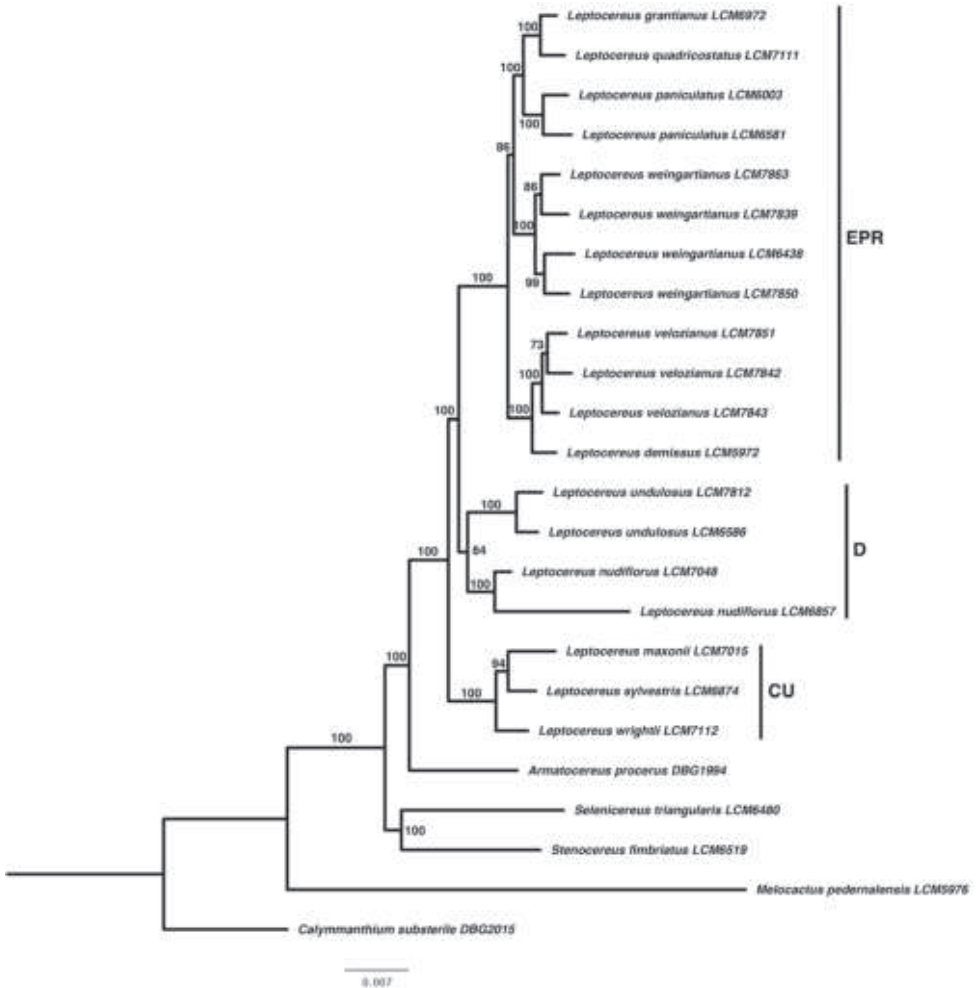 Leptocereus grantianus LCM6972
100
Leptocereus quadricostatus LCM7111
100
Leptocereus paniculatus LCM6003
100
Leptocereus paniculatus LCM6581
86
Leptocereus weingartianus LCM7863
86
Leptocereus weingartianus LCM7839
100
EPR
Leptocereus weingartianus LCM6438
100
99
Leptocereus weingartianus LCM7850
Leptocereus velozianus LCM7851
73
Leptocereus velozianus LCM7842
100
Leptocereus velozianus LCM7843
100
100
Leptocereus demissus LCM5972
Leptocereus undulosus LCM7812
100
Leptocereus undulosus LCM6586
100
84
D
Leptocereus nudiflorus LCM7048
100
Leptocereus nudiflorus LCM6857
Leptocereus maxonii LCM7015
100
94
Leptocereus sylvestris LCM6874
100
CU
Leptocereus wrightii LCM7112
100
Armatocereus procerus DBG1994
Selenicereus triangularis LCM6480
100
Stenocereus fimbriatus LCM6519
Melocactus pedernalensis LCM5976
Calymmanthium substerile DBG2015
0.007